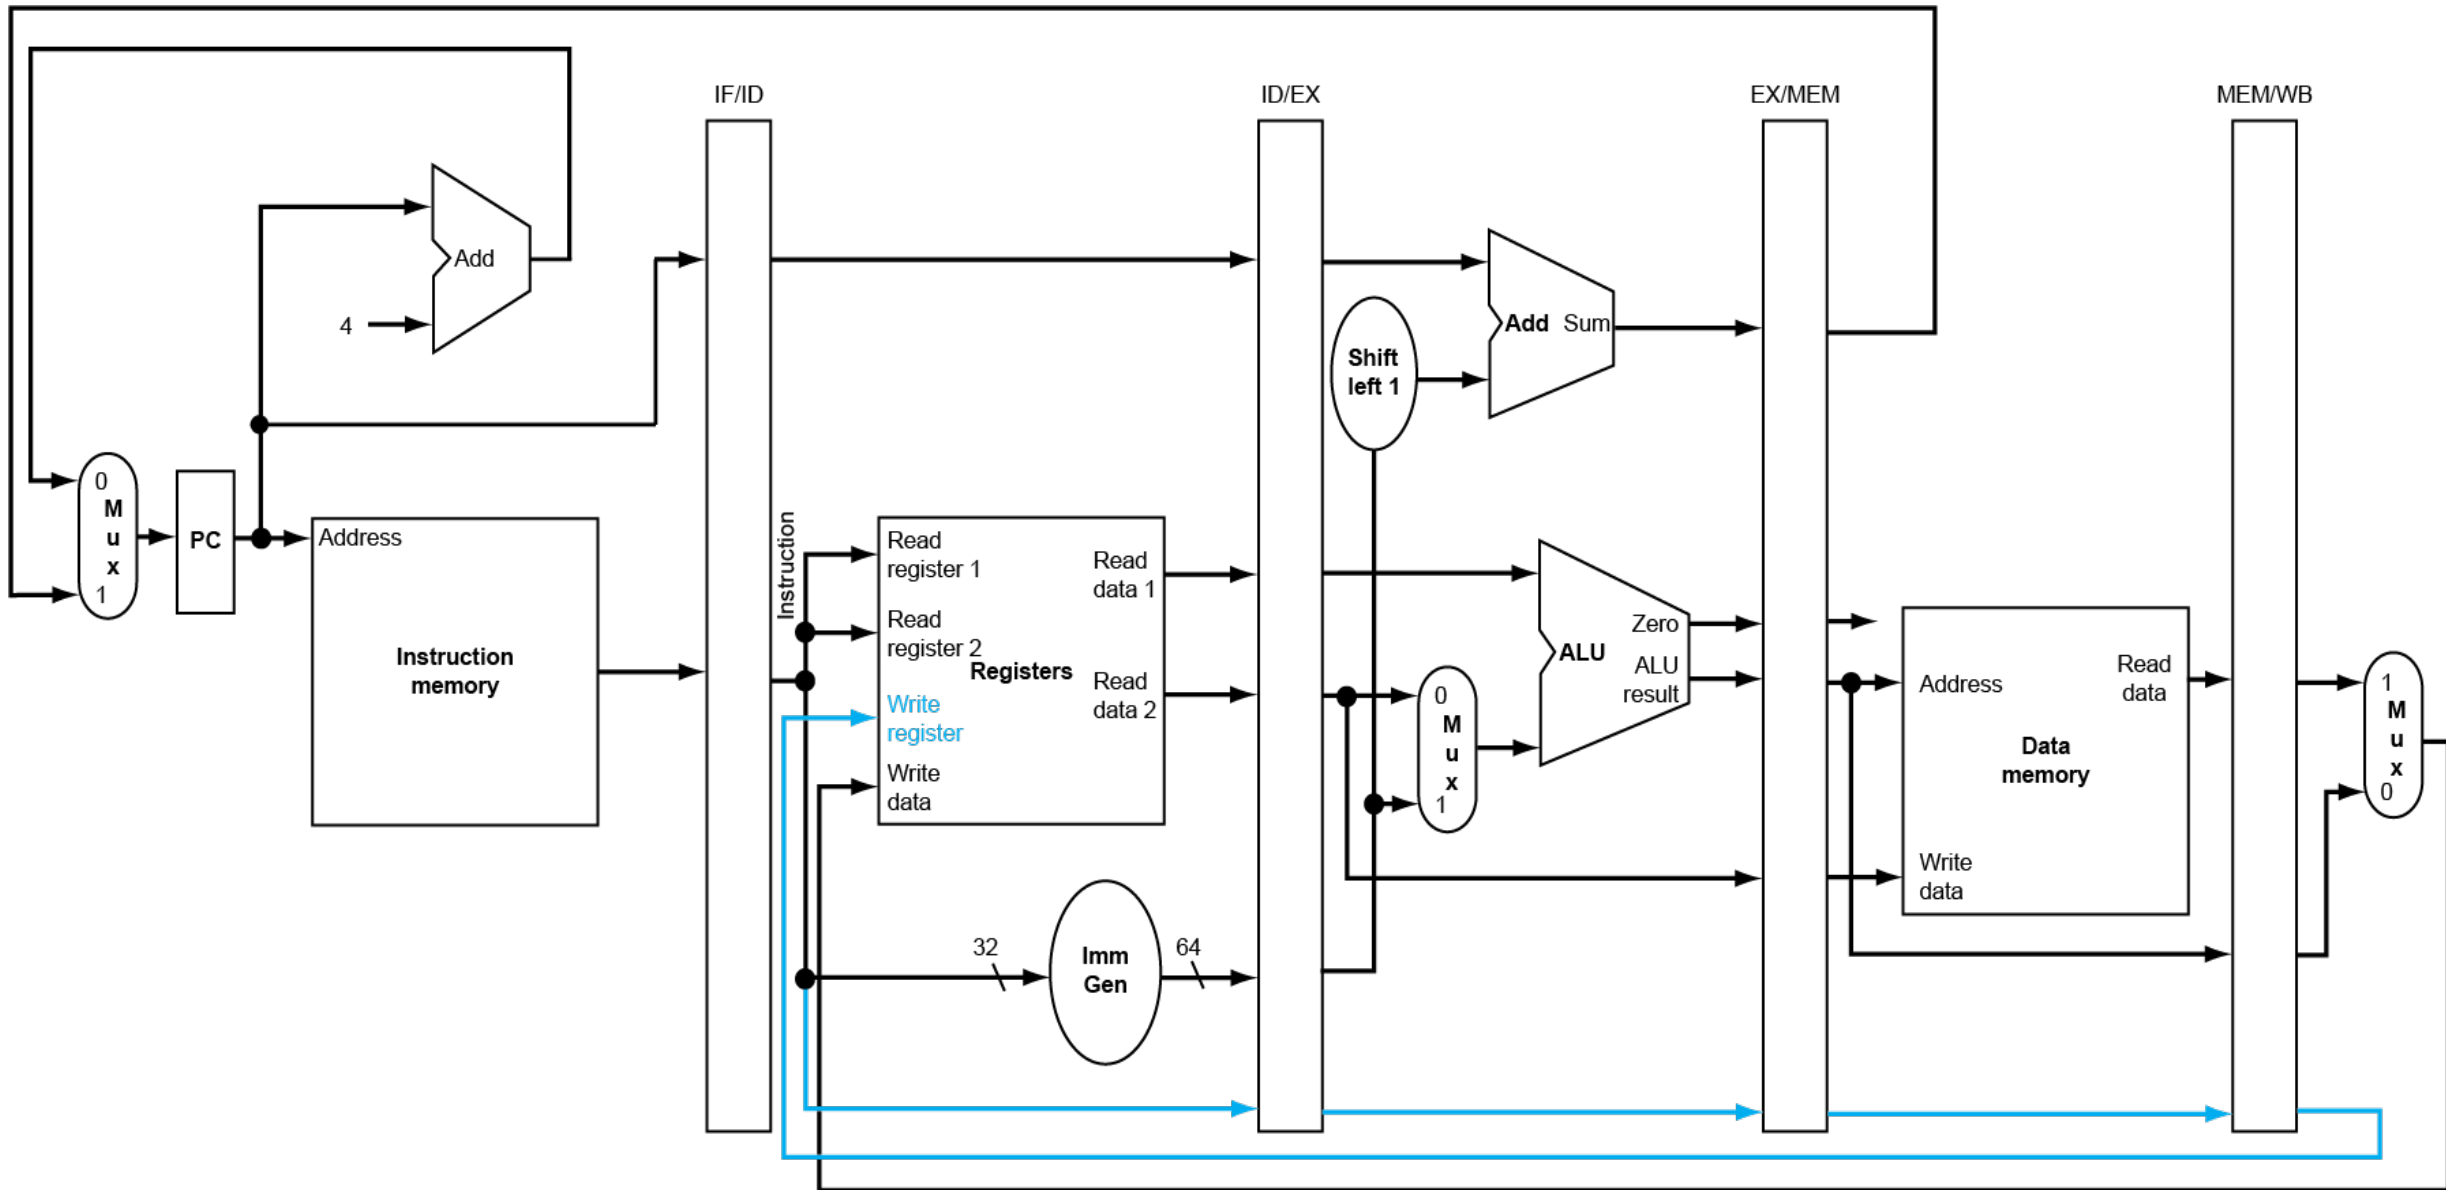 IF/ID
ID/EX
EX/MEM
MEM/WB
Add
4
Add Sum
Shift
left 1
0
M
u
x
1
PC
Address
Instruction
memory
Instruction
Read
register 1
Read
register 2
Write
register
Write
data
Registers
Read
data 1
Read
data 2
0
M
u
x
1
Zero
ALU
ALU
result
Address
Read
data
Data
memory
Write
data
1
M
u
x
0
32
Imm
Gen
64